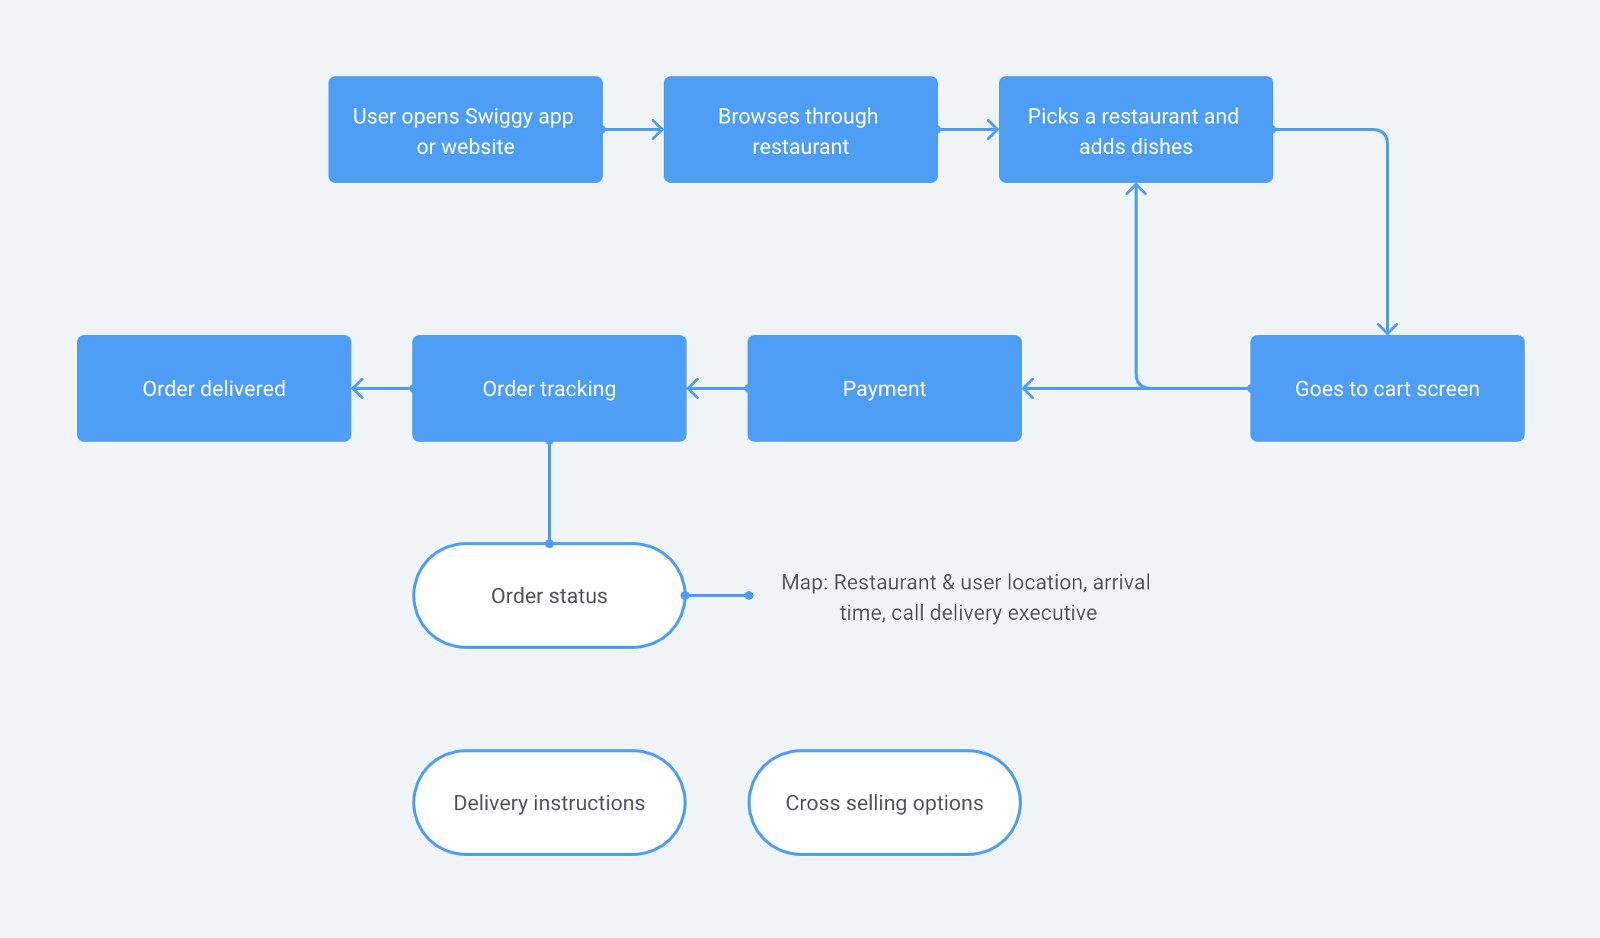 User opens Swiggy app
or website
Browses through
restaurant
Picks a restaurant and
adds dishes
Order delivered
Order tracking
Payment
Goes to cart screen
Order status
Map: Restaurant & user location, arrival
time, call delivery executive
Delivery instructions
Cross selling options